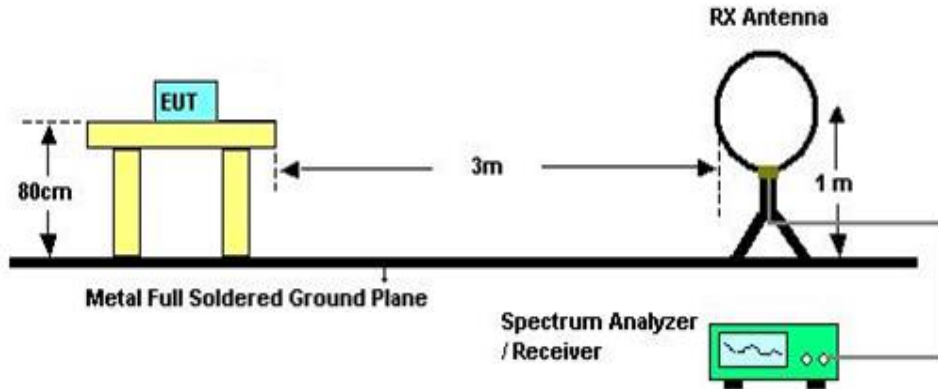 RX Antenna
EUT
80cm
3m
1 m
Metal Full Soldered Ground Plane
Spectrum Analyzer
/ Receiver